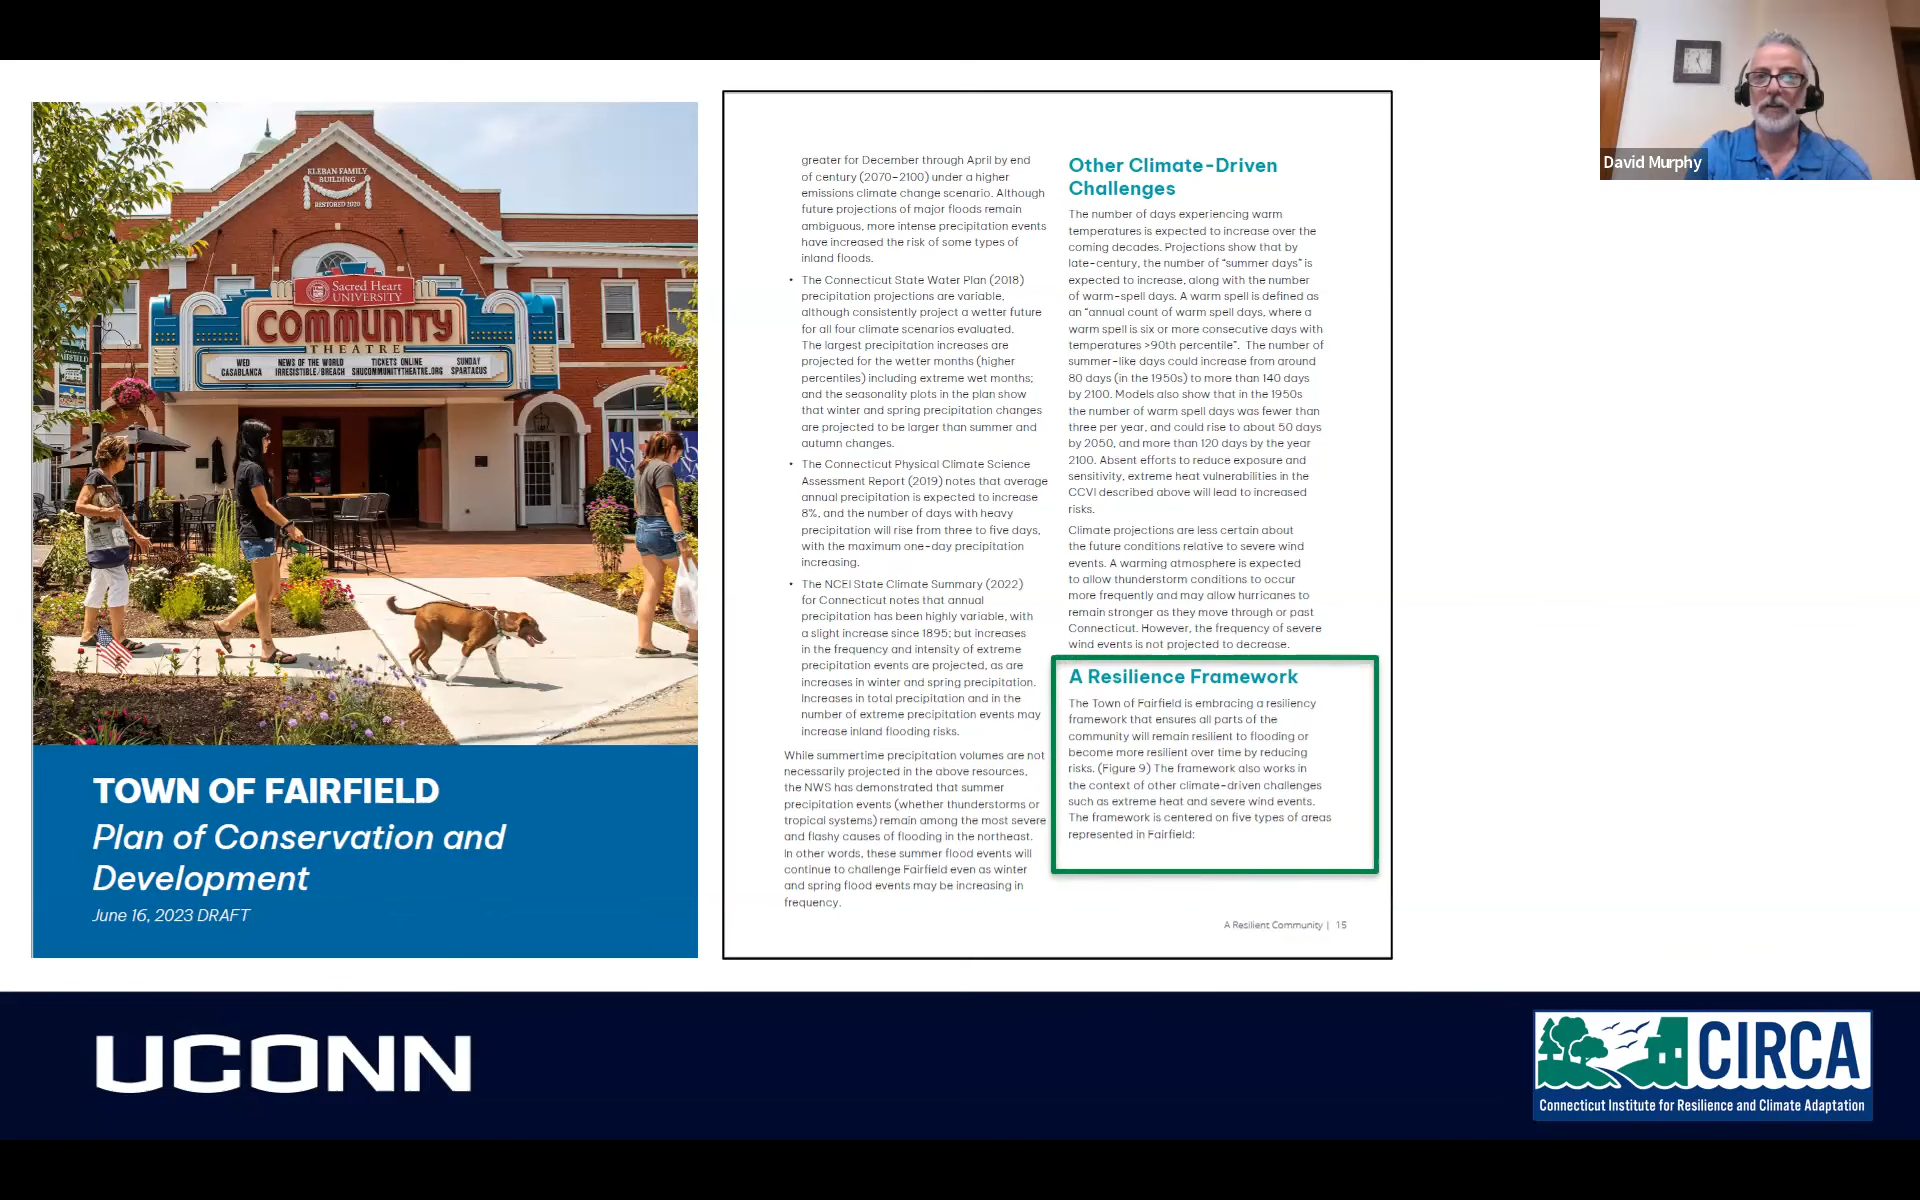 KLEBAN FAMILY
BUILDING
RESTORED 2020
Sacred Heart
UNIVERSITY
COMMUNITY
THEATRE
WED
CASABLANCA
NEWS OF THE WORLD
IRRESISTIBLE/BREACH
TICKETS ONLINE
SHUCOMMUNITYTHEATRE.ORG
SUNDAY
SPARTACUS
FAIRFIELD
TOWN OF FAIRFIELD
Plan of Conservation and
Development
June 16, 2023 DRAFT
greater for December through April by end
of century (2070–2100) under a higher
emissions climate change scenario. Although
future projections of major floods remain
ambiguous, more intense precipitation events
have increased the risk of some types of
inland floods.
• The Connecticut State Water Plan (2018)
precipitation projections are variable,
although consistently project a wetter future
for all four climate scenarios evaluated.
The largest precipitation increases are
projected for the wetter months (higher
percentiles) including extreme wet months;
and the seasonality plots in the plan show
that winter and spring precipitation changes
are projected to be larger than summer and
autumn changes.
• The Connecticut Physical Climate Science
Assessment Report (2019) notes that average
annual precipitation is expected to increase
8%, and the number of days with heavy
precipitation will rise from three to five days,
with the maximum one-day precipitation
increasing.
• The NCEI State Climate Summary (2022)
for Connecticut notes that annual
precipitation has been highly variable, with
a slight increase since 1895; but increases
in the frequency and intensity of extreme
precipitation events are projected, as are
increases in winter and spring precipitation.
Increases in total precipitation and in the
number of extreme precipitation events may
increase inland flooding risks.
While summertime precipitation volumes are not
necessarily projected in the above resources,
the NWS has demonstrated that summer
precipitation events (whether thunderstorms or
tropical systems) remain among the most severe
and flashy causes of flooding in the northeast.
In other words, these summer flood events will
continue to challenge Fairfield even as winter
and spring flood events may be increasing in
frequency.
Other Climate-Driven
Challenges
The number of days experiencing warm
temperatures is expected to increase over the
coming decades. Projections show that by
late-century, the number of “summer days” is
expected to increase, along with the number
of warm-spell days. A warm spell is defined as
an “annual count of warm spell days, where a
warm spell is six or more consecutive days with
temperatures >90th percentile”. The number of
summer-like days could increase from around
80 days (in the 1950s) to more than 140 days
by 2100. Models also show that in the 1950s
the number of warm spell days was fewer than
three per year, and could rise to about 50 days
by 2050, and more than 120 days by the year
2100. Absent efforts to reduce exposure and
sensitivity, extreme heat vulnerabilities in the
CCVI described above will lead to increased
risks.
Climate projections are less certain about
the future conditions relative to severe wind
events. A warming atmosphere is expected
to allow thunderstorm conditions to occur
more frequently and may allow hurricanes to
remain stronger as they move through or past
Connecticut. However, the frequency of severe
wind events is not projected to decrease.
A Resilience Framework
The Town of Fairfield is embracing a resiliency
framework that ensures all parts of the
community will remain resilient to flooding or
become more resilient over time by reducing
risks. (Figure 9) The framework also works in
the context of other climate-driven challenges
such as extreme heat and severe wind events.
The framework is centered on five types of areas
represented in Fairfield:
A Resilient Community | 15
David Murphy
UCONN
CIRCA
Connecticut Institute for Resilience and Climate Adaptation